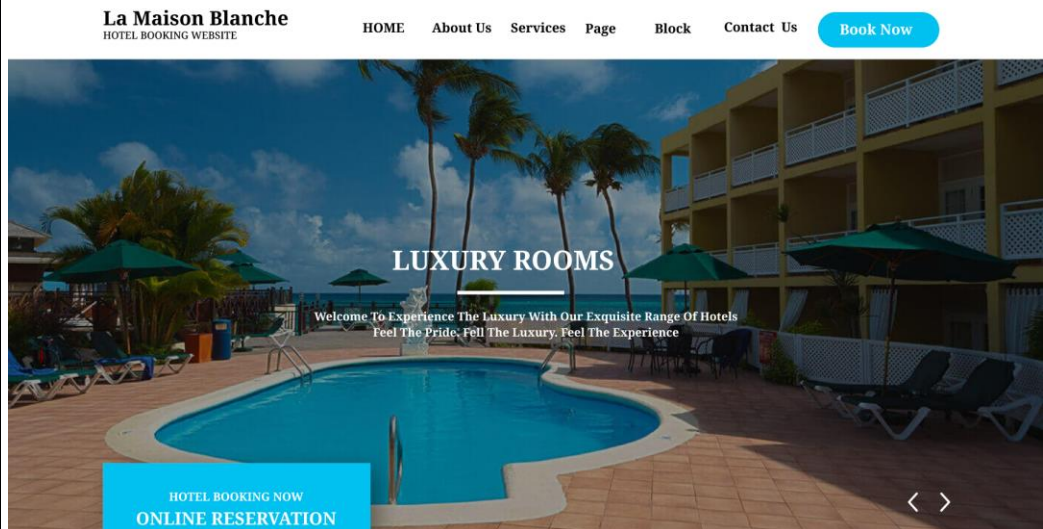 La Maison Blanche
HOTEL BOOKING WEBSITE
HOME About Us Services Page Block Contact Us Book Now
LUXURY ROOMS
Welcome To Experience The Luxury With Our Exquisite Range Of Hotels
Feel The Pride. Fell The Luxury. Feel The Experience
HOTEL BOOKING NOW
ONLINE RESERVATION